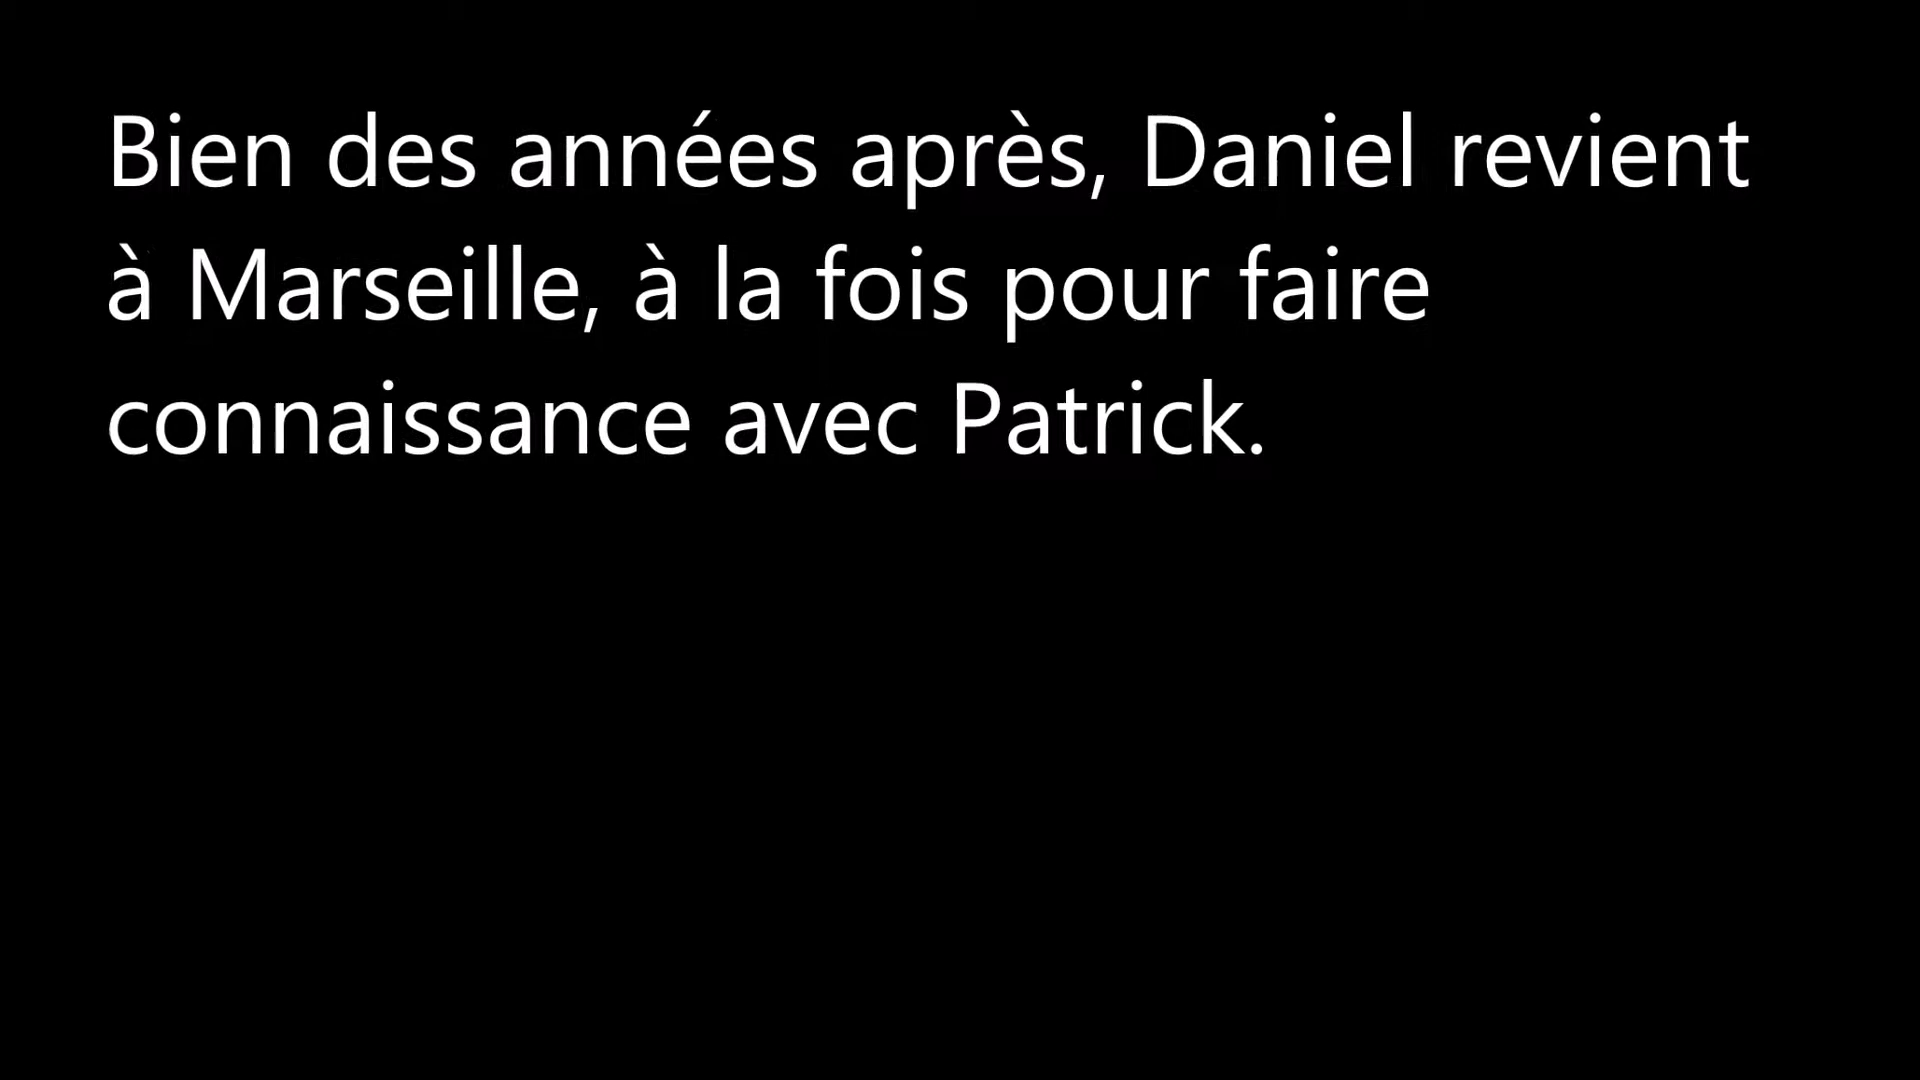 Bien des années après, Daniel revient
à Marseille, à la fois pour faire
connaissance avec Patrick.